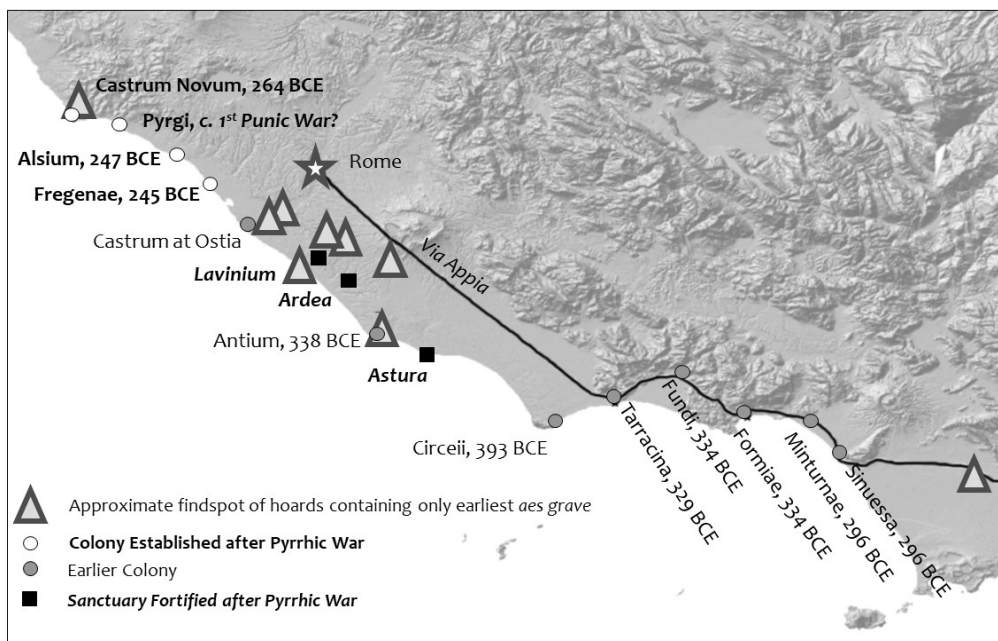 Castrum Novum, 264 BCE
Pyrgi, c. 1st Punic War?
Alsium, 247 BCE
Rome
Fregenae, 245 BCE
Castrum at Ostia
Via Appia
Lavinium
Ardea
Antium, 338 BCE
Astura
Circeii, 393 BCE
Tarracina, 329 BCE
Fundi, 334 BCE
Formiae, 334 BCE
Minturnae, 296 BCE
Sinuessa, 296 BCE
Approximate findspot of hoards containing only earliest aes grave
Colony Established after Pyrrhic War
Earlier Colony
Sanctuary Fortified after Pyrrhic War